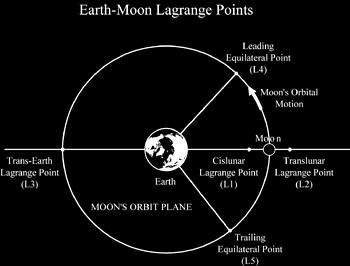 Earth-Moon Lagrange Points
Leading
Equilateral Point
(L4)
Moon's Orbital
Motion
Moon
Trans-Earth
Lagrange Point
(L3)
Earth
Cislunar
Lagrange Point
(L1)
Translunar
Lagrange Point
(L2)
MOON'S ORBIT PLANE
Trailing
Equilateral Point
(L5)